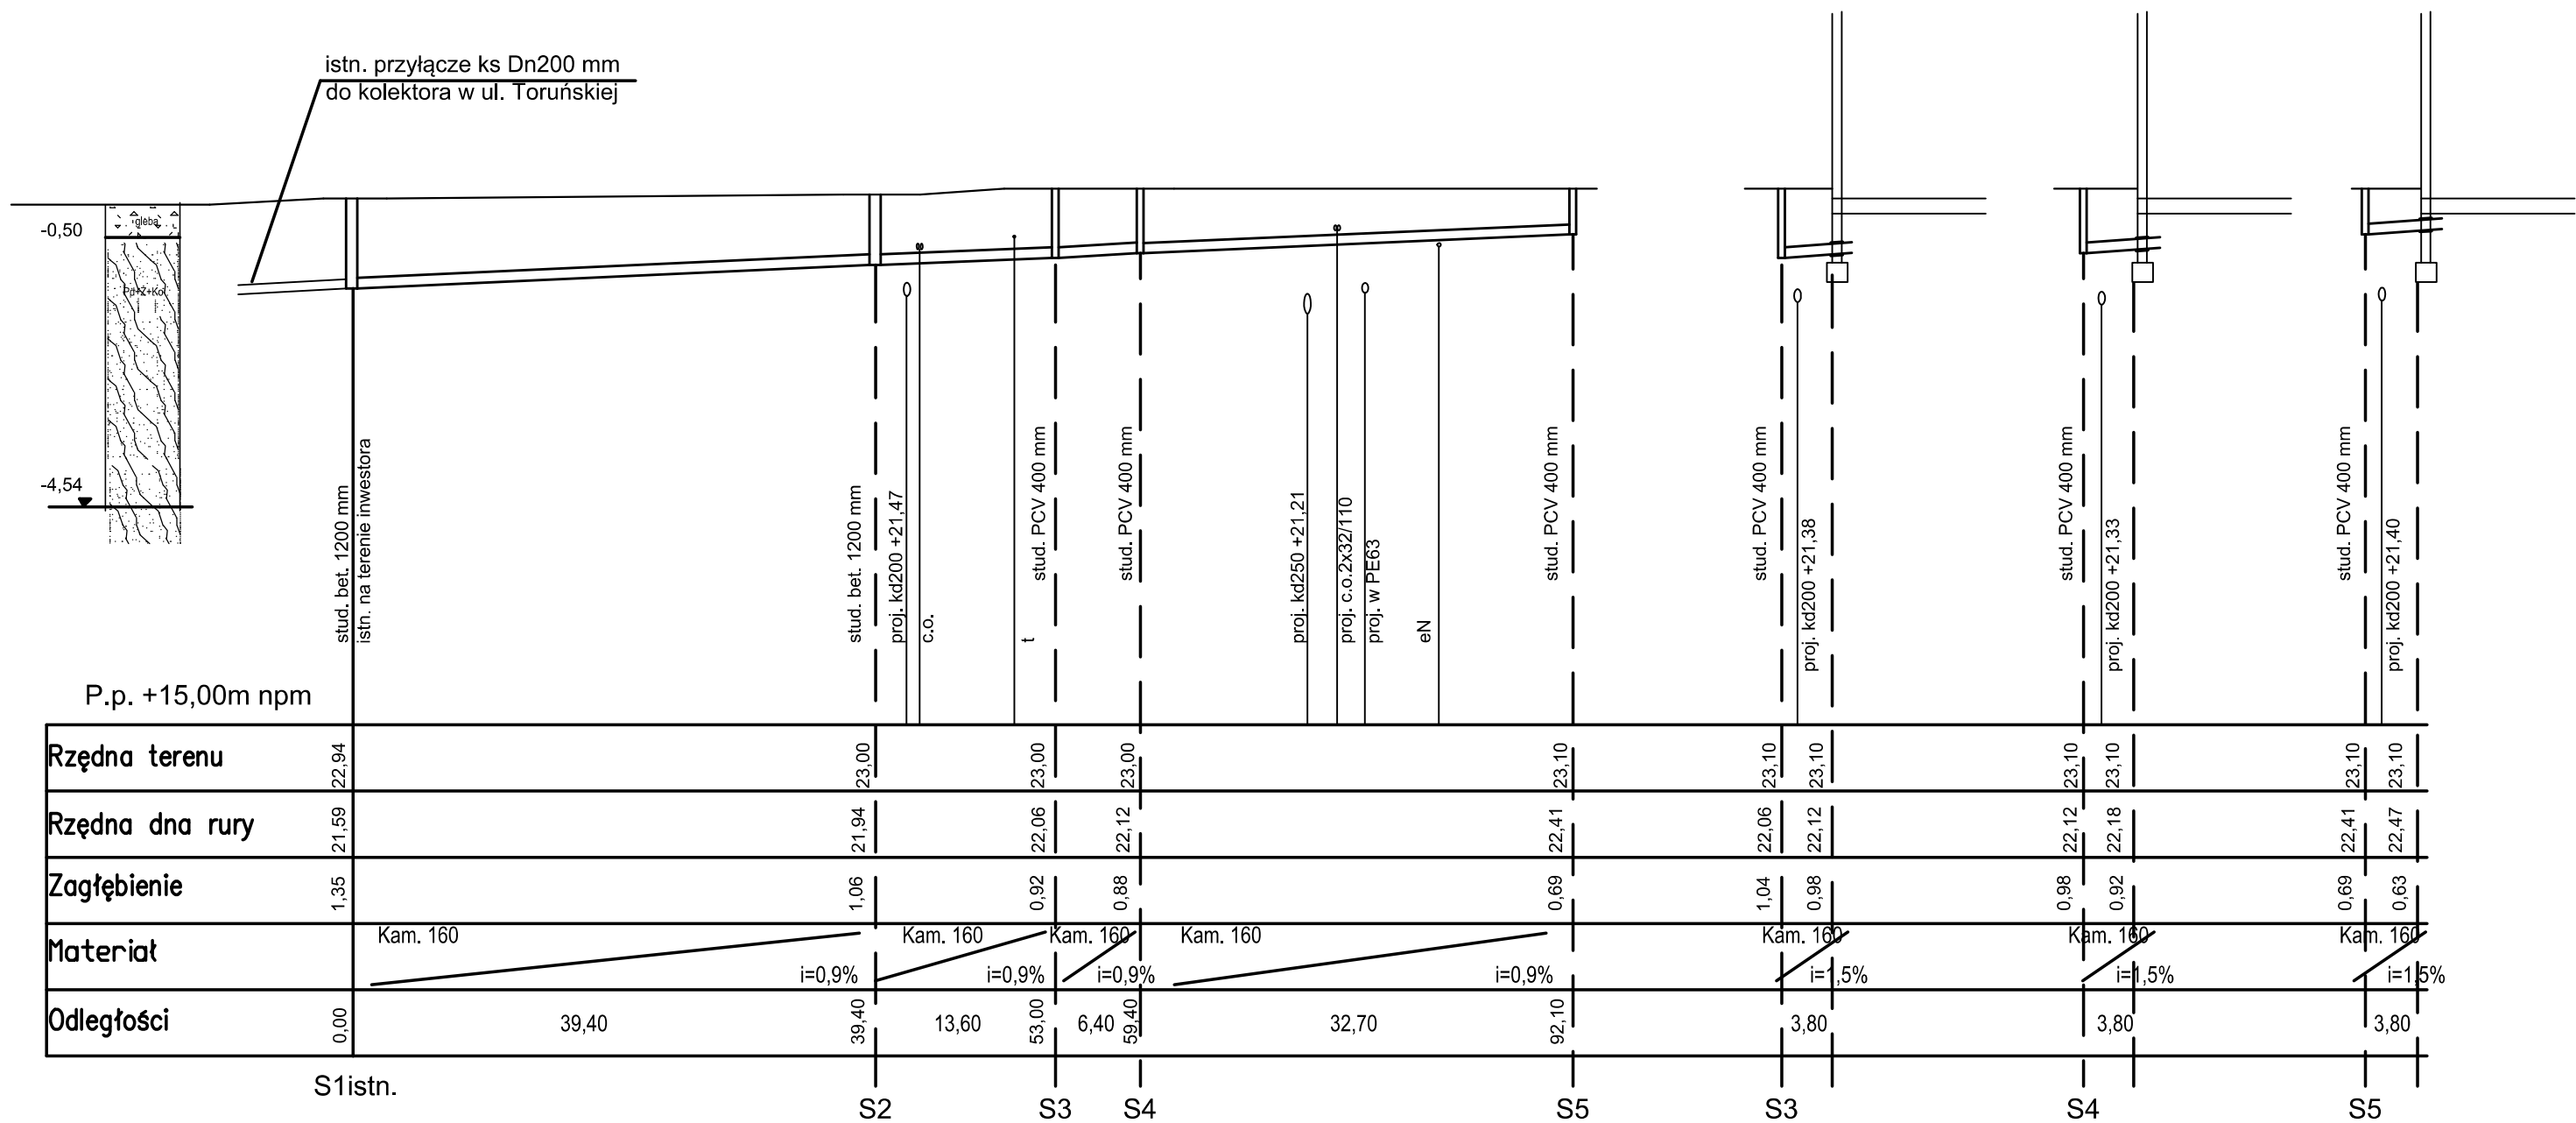 istn. przyłącze ks Dn200 mm
do kolektora w ul. Toruńskiej
-0,50
gleba
Pd+Ż+Ko
-4,54
stud. bet. 1200 mm
istn. na terenie inwestora
stud. bet. 1200 mm
proj. kd200 +21,47
c.o.
t
stud. PCV 400 mm
stud. PCV 400 mm
proj. kd250 +21,21
proj. c.o.2x32/110
proj. w PE63
eN
stud. PCV 400 mm
stud. PCV 400 mm
proj. kd200 +21,38
stud. PCV 400 mm
proj. kd200 +21,33
stud. PCV 400 mm
proj. kd200 +21,40
P.p. +15,00m npm
Rzędna terenu 22,94 23,00 23,00 23,00 23,10 23,10 23,10 23,10 23,10 23,10 23,10
Rzędna dna rury 21,59 21,94 22,06 22,12 22,41 22,06 22,12 22,12 22,18 22,41 22,47
Zagłębienie 1,35 1,06 0,92 0,88 0,69 1,04 0,98 0,98 0,92 0,69 0,63
Materiał Kam. 160 Kam. 160 Kam. 160 Kam. 160 Kam. 160 Kam. 160 Kam. 160
i=0,9% i=0,9% i=0,9% i=0,9% i=1,5% i=1,5% i=1,5%
Odległości 0,00 39,40 39,40 13,60 53,00 6,40 59,40 32,70 92,10 3,80 3,80 3,80
S1istn.
S2 S3 S4 S5 S3 S4 S5